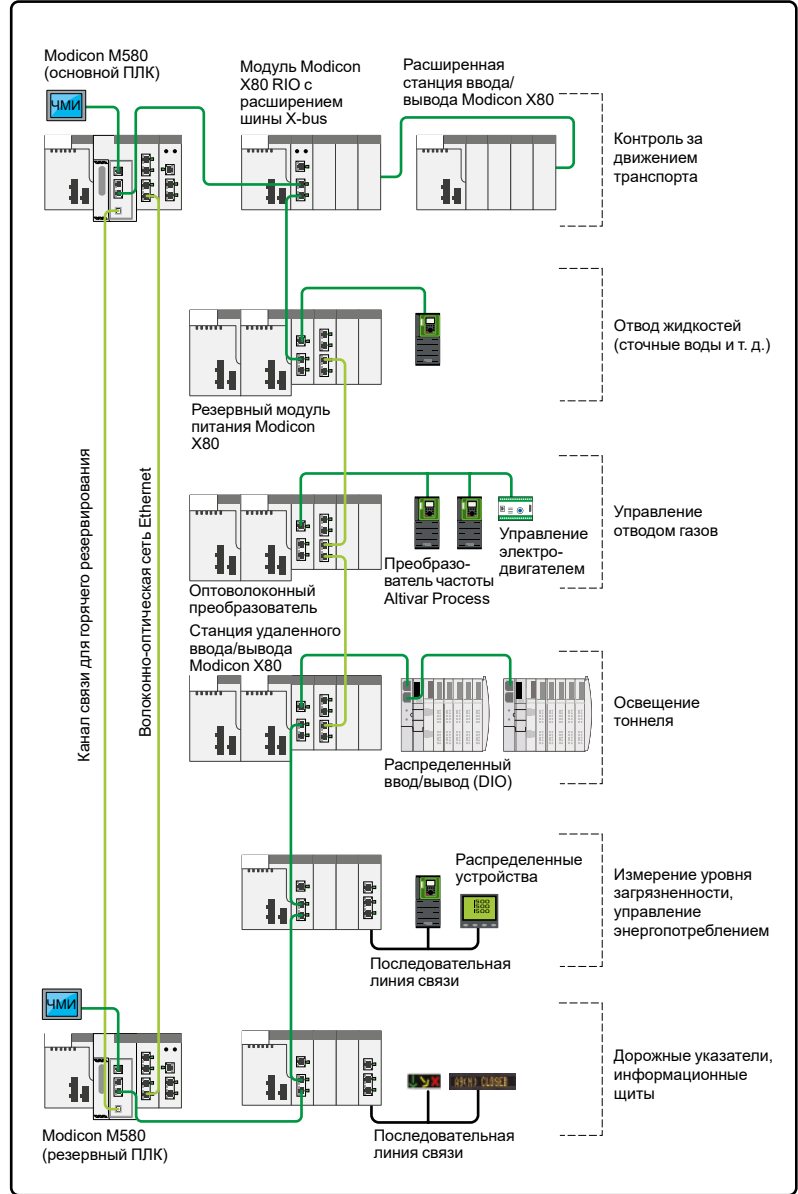 Modicon M580
(основной ПЛК)
ЧМИ
Модуль Modicon
X80 RIO с
расширением
шины X-bus
Расширенная
станция ввода/
вывода Modicon X80
Контроль за
движением
транспорта
Отвод жидкостей
(сточные воды и т. д.)
Резервный модуль
питания Modicon
X80
Канал связи для горячего резервирования
Волоконно-оптическая сеть Ethernet
Управление
отводом газов
Управление
электро-
двигателем
Преобразо-
ватель частоты
Altivar Process
Оптоволоконный
преобразователь
Станция удаленного
ввода/вывода
Modicon X80
Освещение
тоннеля
Распределенный
ввод/вывод (DIO)
Распределенные
устройства
1500
1500
1500
Измерение уровня
загрязненности,
управление
энергопотреблением
Последовательная
линия связи
ЧМИ
Дорожные указатели,
информационные
щиты
CLOSED
Modicon M580
(резервный ПЛК)
Последовательная
линия связи